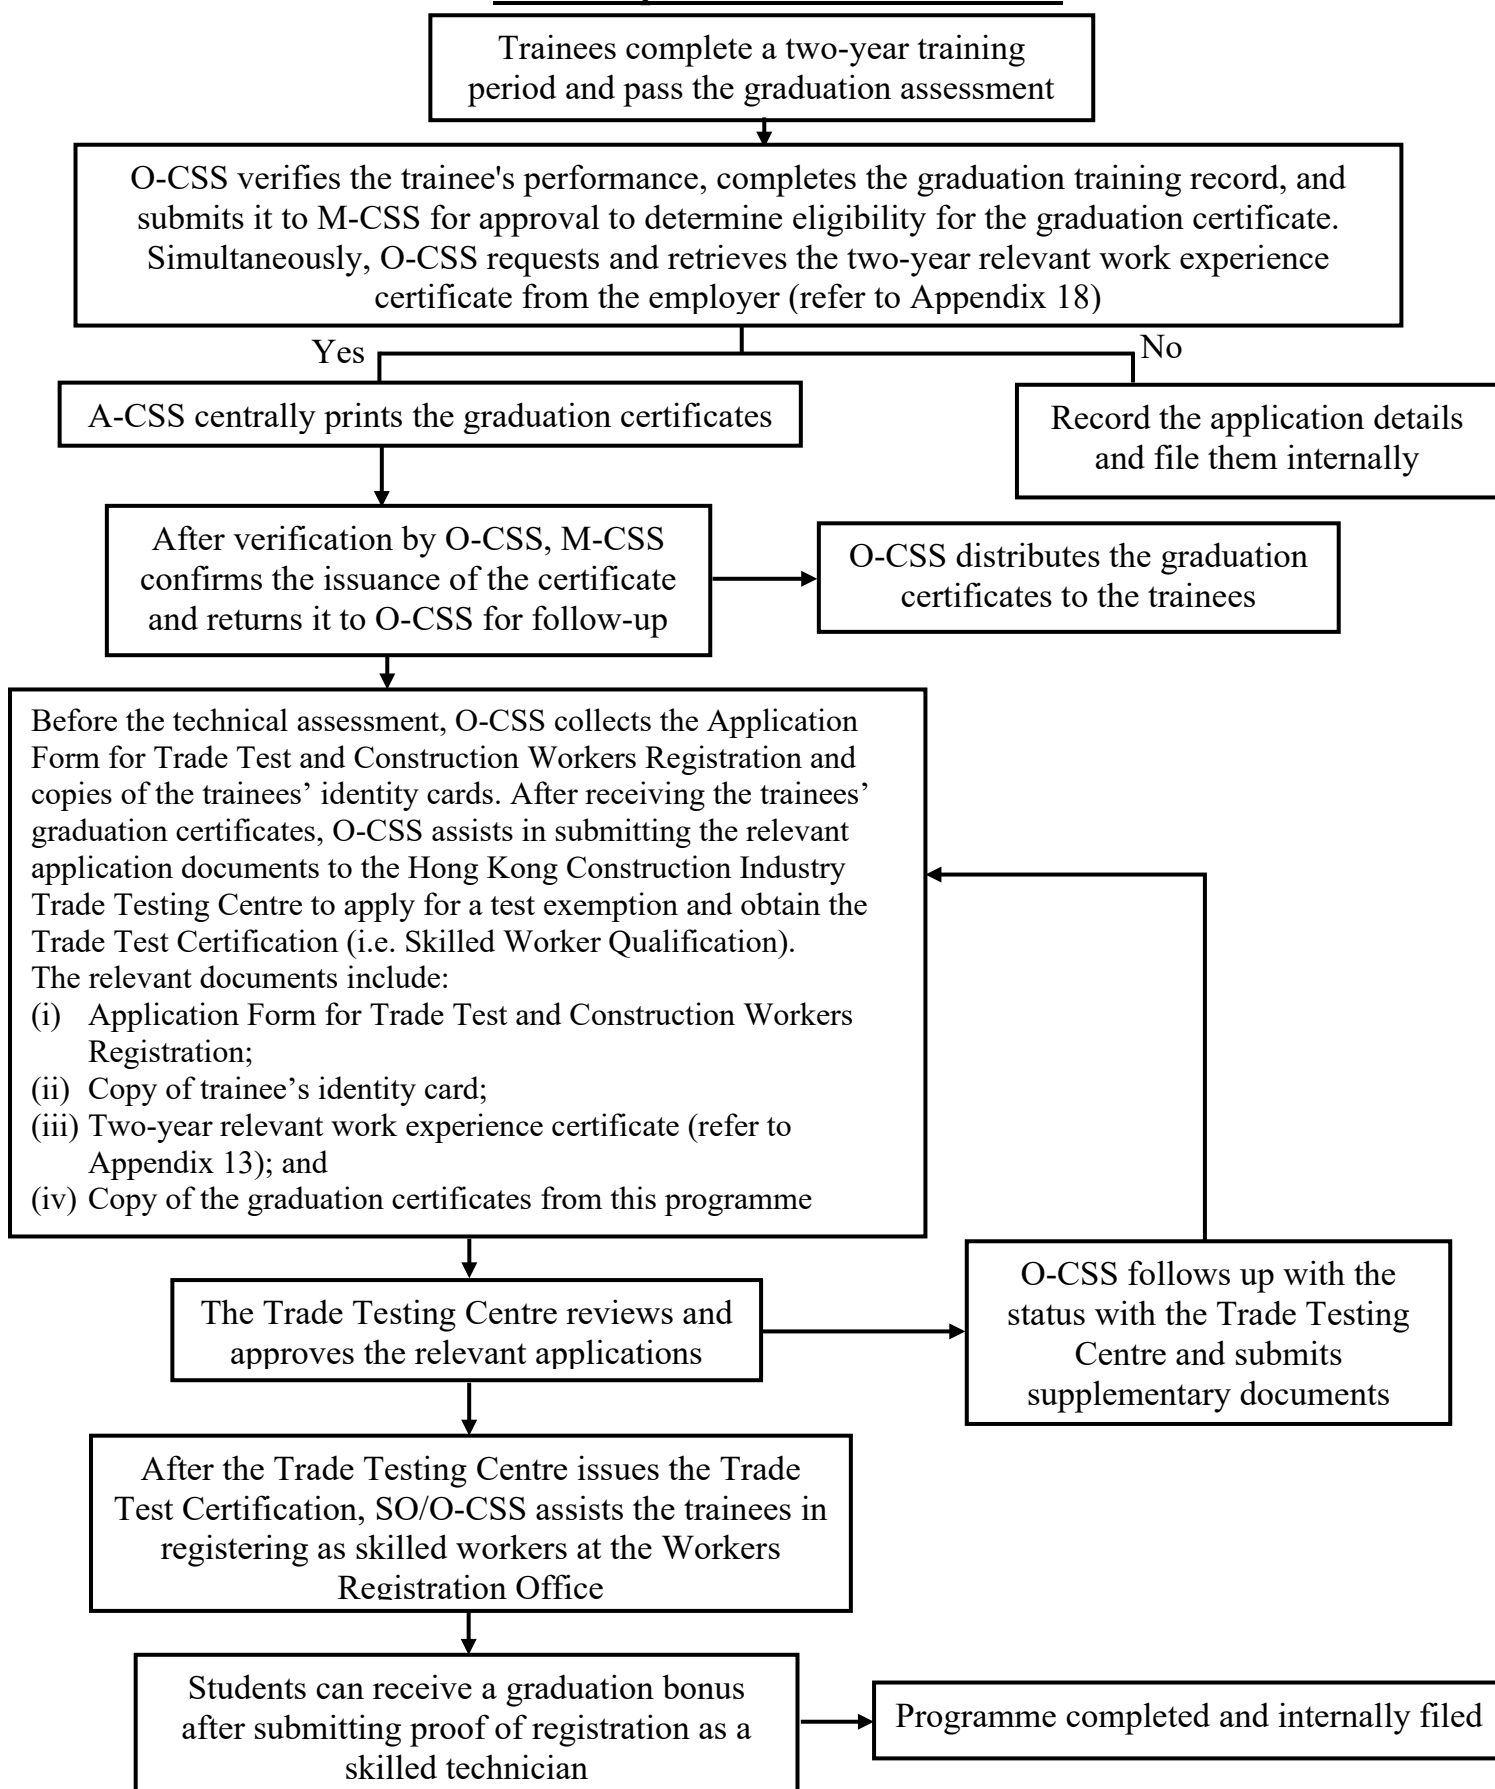 Trainees complete a two-year training
period and pass the graduation assessment
O-CSS verifies the trainee's performance, completes the graduation training record, and
submits it to M-CSS for approval to determine eligibility for the graduation certificate.
Simultaneously, O-CSS requests and retrieves the two-year relevant work experience
certificate from the employer (refer to Appendix 18)
Yes
No
A-CSS centrally prints the graduation certificates
Record the application details
and file them internally
After verification by O-CSS, M-CSS
confirms the issuance of the certificate
and returns it to O-CSS for follow-up
O-CSS distributes the graduation
certificates to the trainees
Before the technical assessment, O-CSS collects the Application
Form for Trade Test and Construction Workers Registration and
copies of the trainees’ identity cards. After receiving the trainees’
graduation certificates, O-CSS assists in submitting the relevant
application documents to the Hong Kong Construction Industry
Trade Testing Centre to apply for a test exemption and obtain the
Trade Test Certification (i.e. Skilled Worker Qualification).
The relevant documents include:
(i) Application Form for Trade Test and Construction Workers
Registration;
(ii) Copy of trainee’s identity card;
(iii) Two-year relevant work experience certificate (refer to
Appendix 13); and
(iv) Copy of the graduation certificates from this programme
The Trade Testing Centre reviews and
approves the relevant applications
O-CSS follows up with the
status with the Trade Testing
Centre and submits
supplementary documents
After the Trade Testing Centre issues the Trade
Test Certification, SO/O-CSS assists the trainees in
registering as skilled workers at the Workers
Registration Office
Students can receive a graduation bonus
after submitting proof of registration as a
skilled technician
Programme completed and internally filed